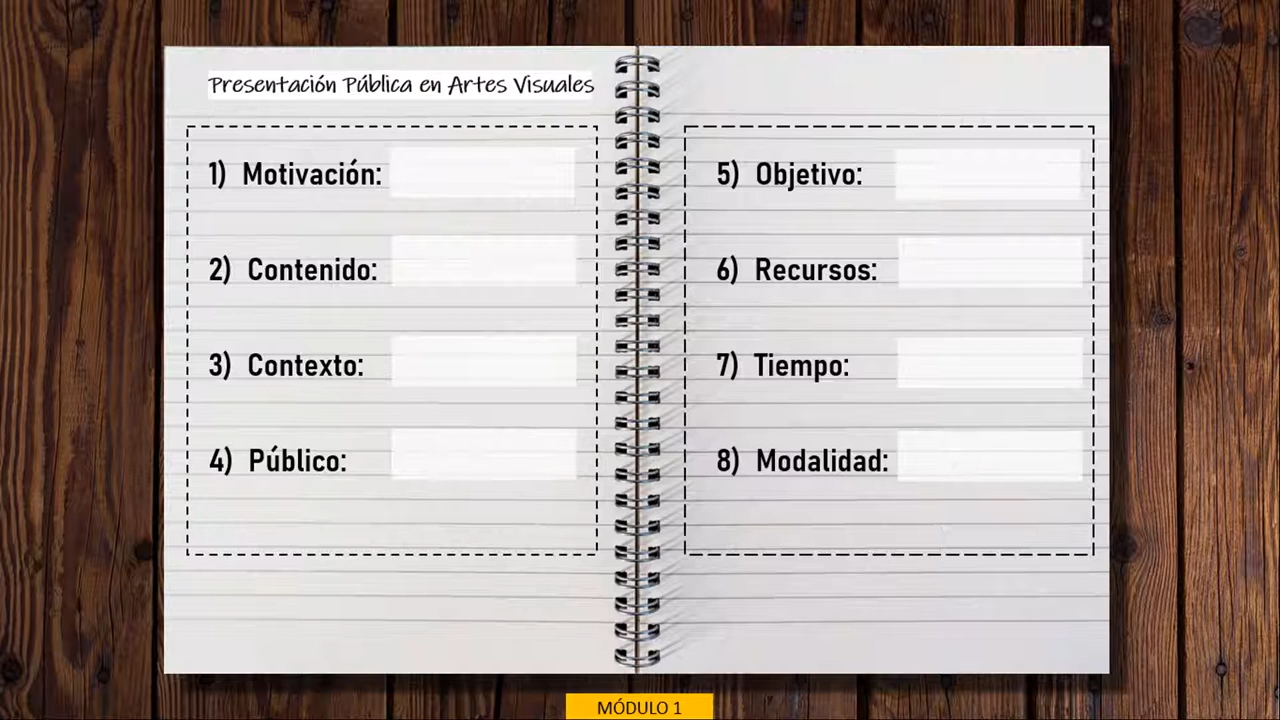 Presentación Pública en Artes Visuales
1) Motivación:
2) Contenido:
3) Contexto:
4) Público:
5) Objetivo:
6) Recursos:
7) Tiempo:
8) Modalidad:
MÓDULO 1